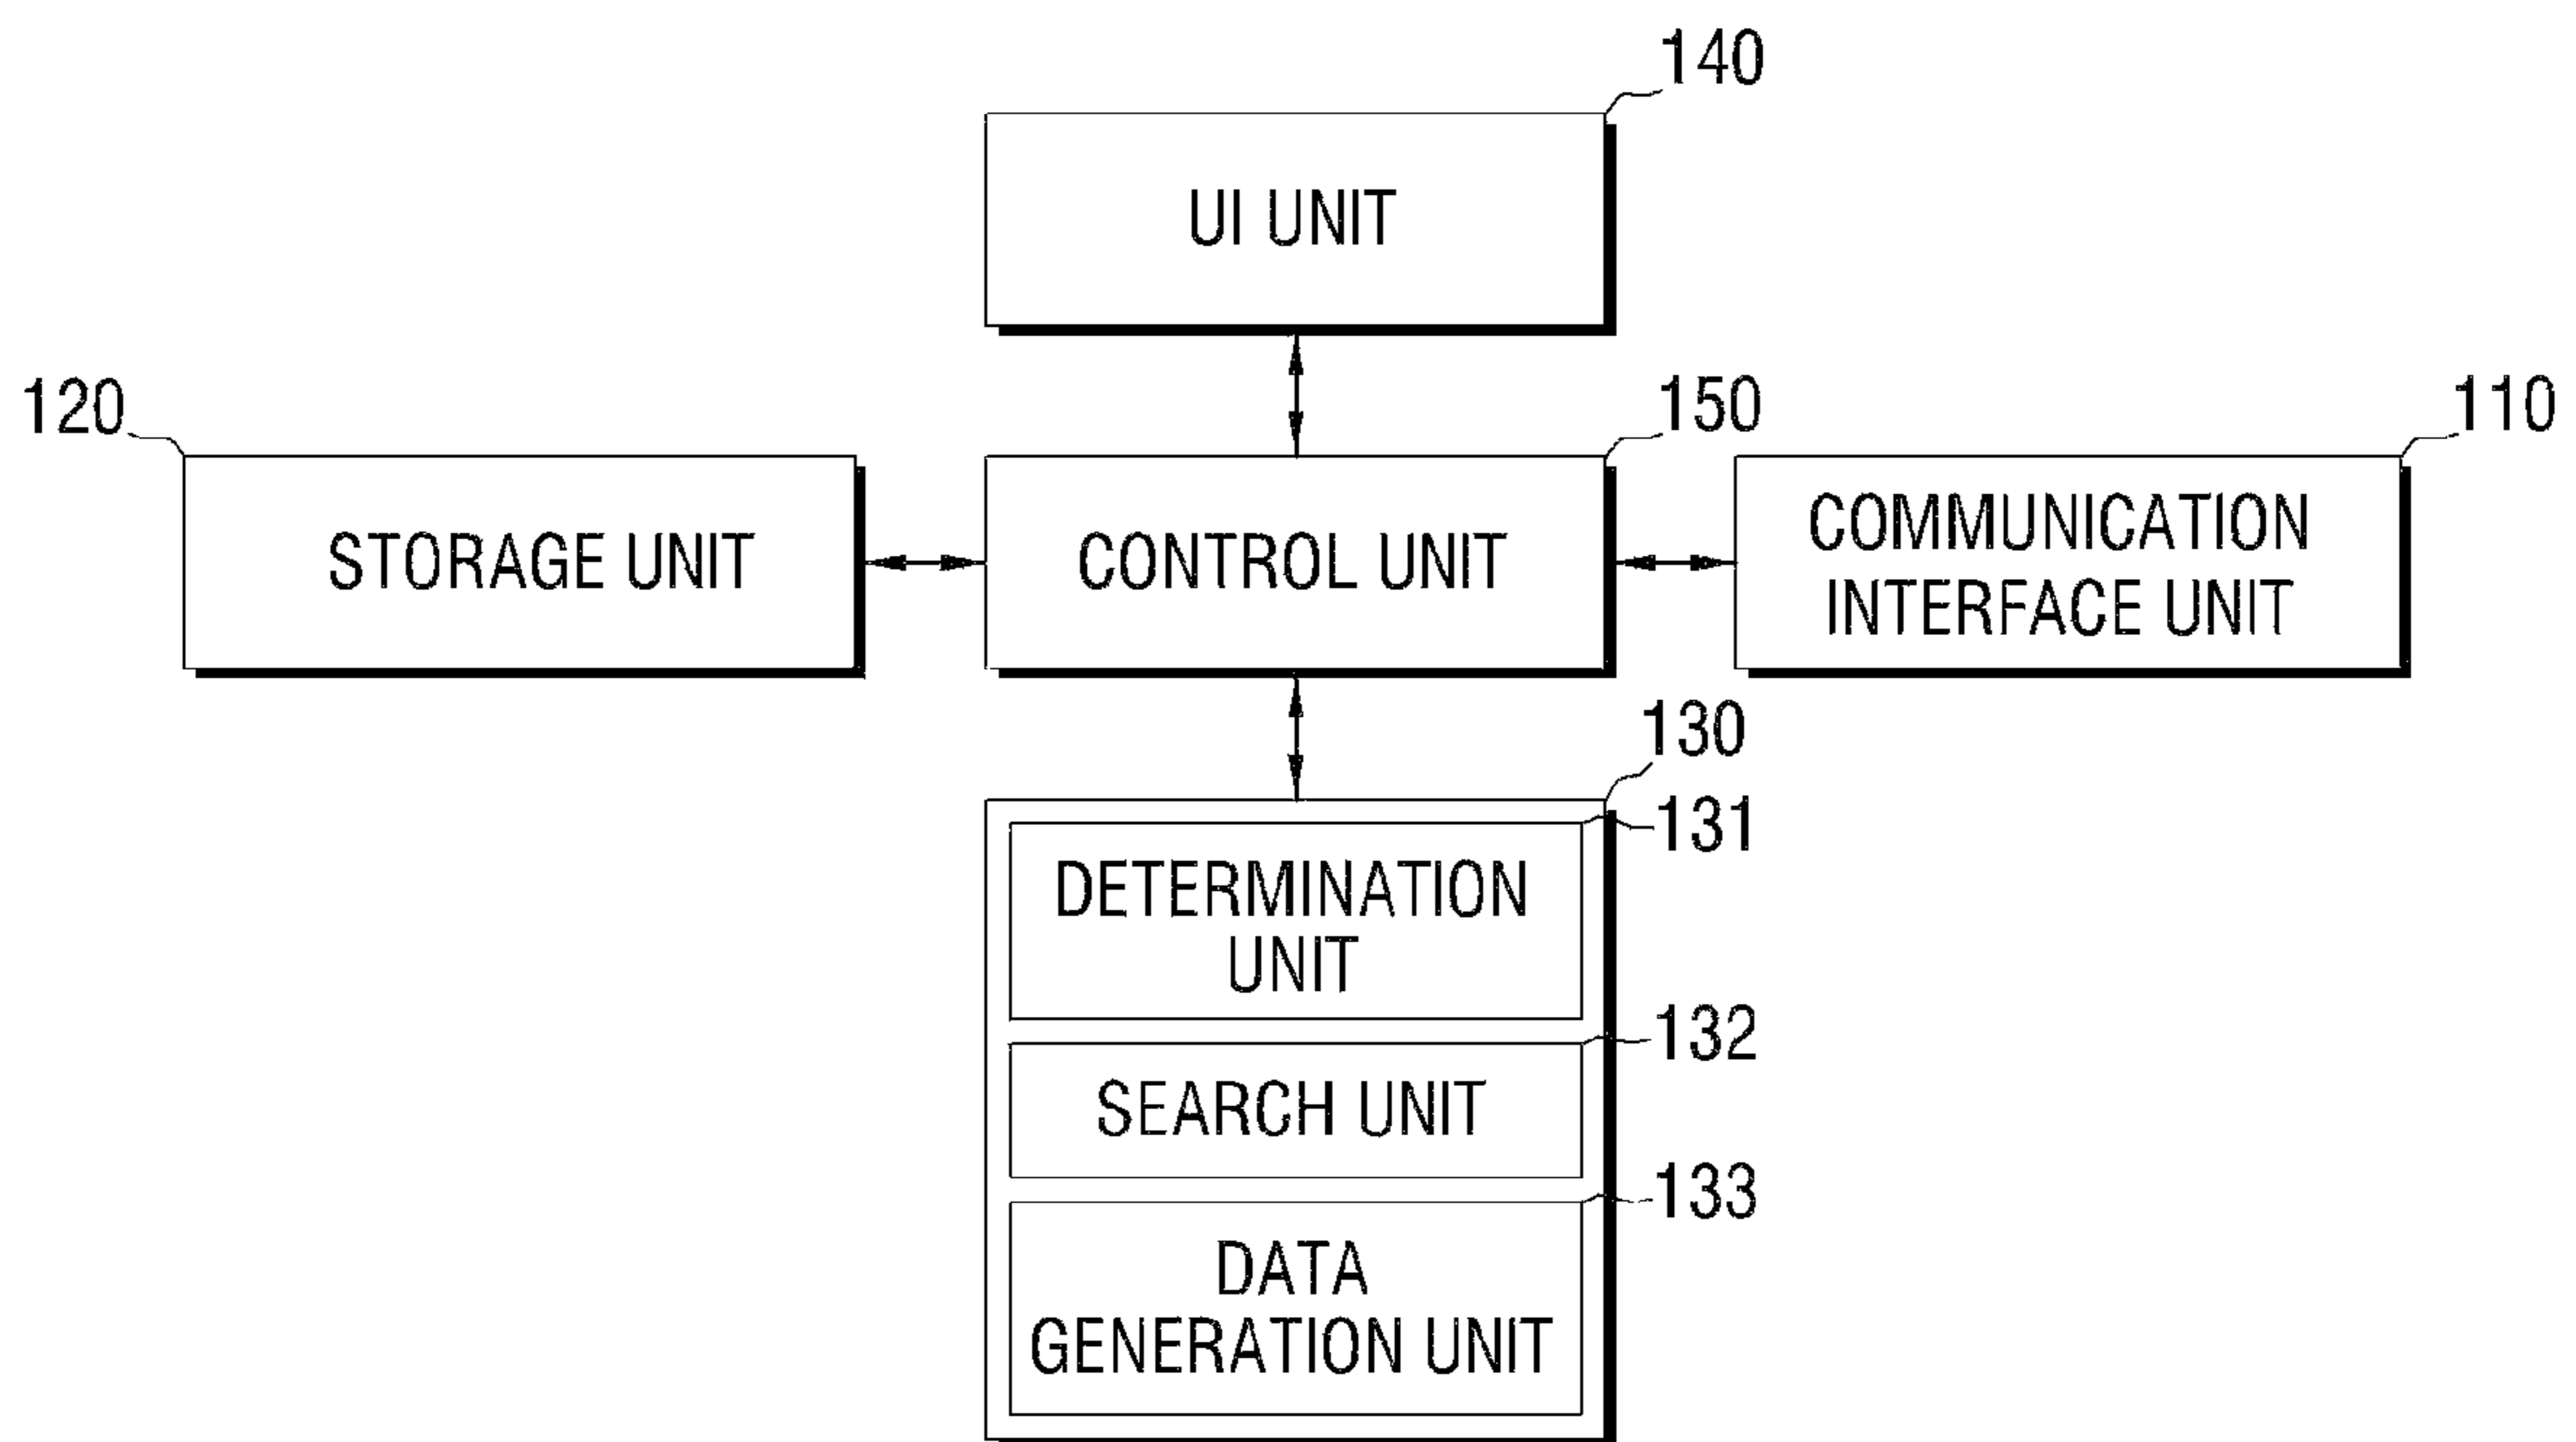 140
UI UNIT
120
150
110
STORAGE UNIT
CONTROL UNIT
COMMUNICATION
INTERFACE UNIT
130
131
DETERMINATION
UNIT
132
SEARCH UNIT
133
DATA
GENERATION UNIT